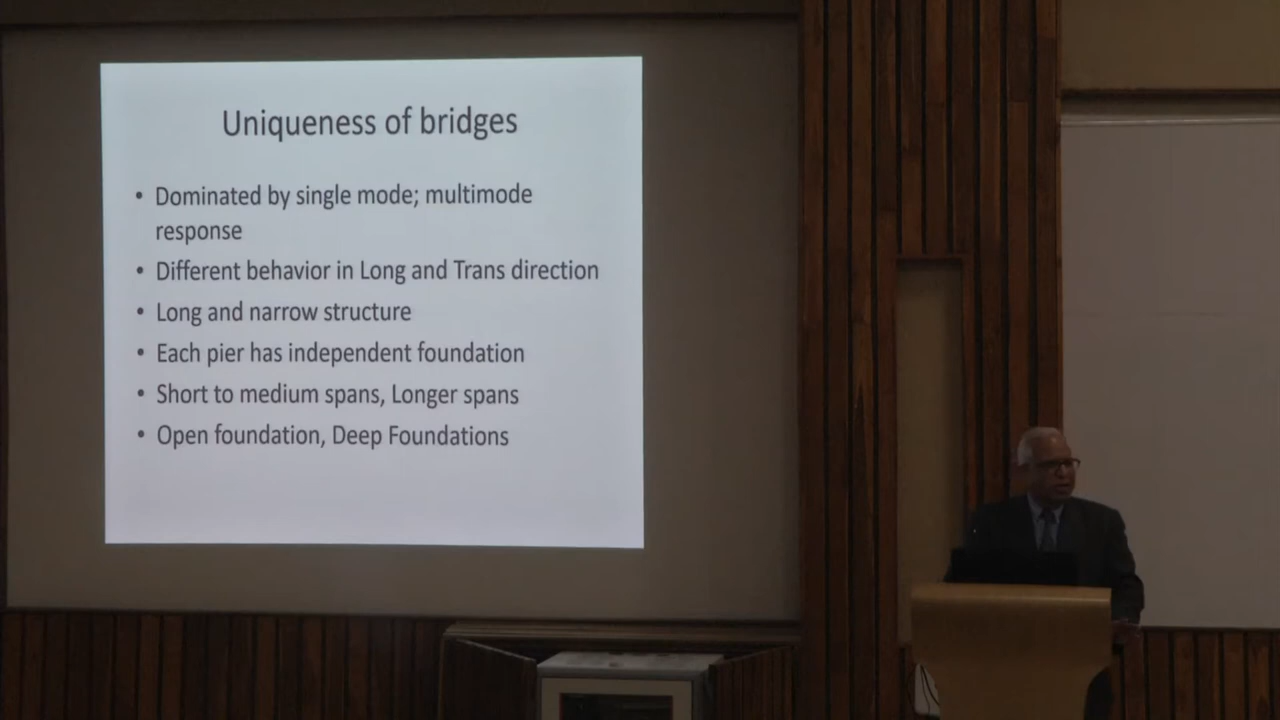 Uniqueness of bridges
• Dominated by single mode; multimode
response
• Different behavior in Long and Trans direction
• Long and narrow structure
• Each pier has independent foundation
• Short to medium spans, Longer spans
• Open foundation, Deep Foundations